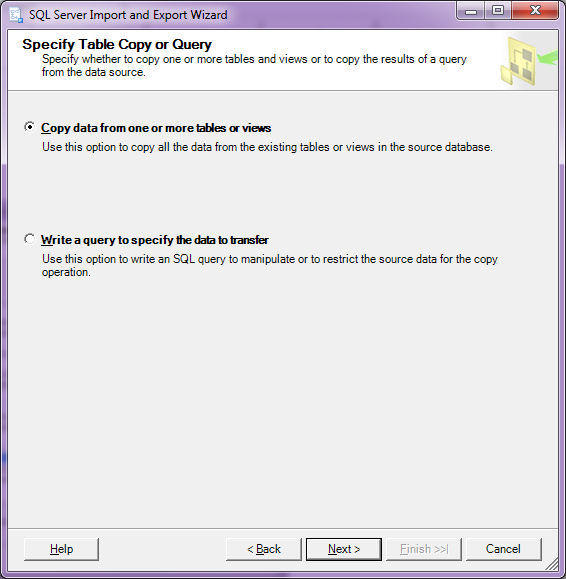 SQL Server Import and Export Wizard
Specify Table Copy or Query
Specify whether to copy one or more tables and views or to copy the results of a query
from the data source.
Copy data from one or more tables or views
Use this option to copy all the data from the existing tables or views in the source database.
Write a query to specify the data to transfer
Use this option to write an SQL query to manipulate or to restrict the source data for the copy
operation.
Help < Back Next > Finish >>| Cancel